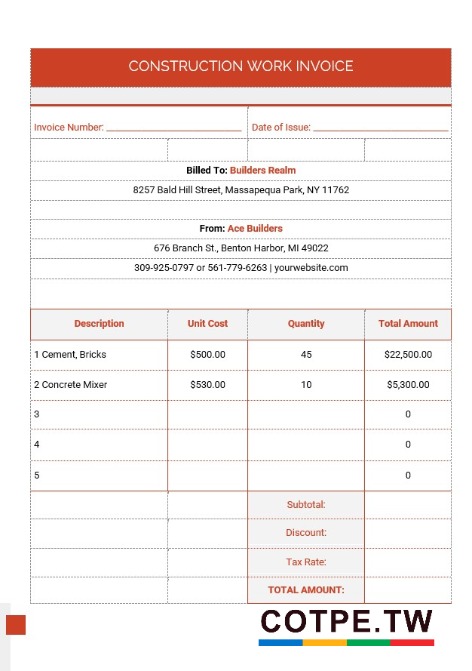 CONSTRUCTION WORK INVOICE
Invoice Number: Date of Issue:
Billed To: Builders Realm
8257 Bald Hill Street, Massapequa Park, NY 11762
From: Ace Builders
676 Branch St., Benton Harbor, MI 49022
309-925-0797 or 561-779-6263 | yourwebsite.com
Description Unit Cost Quantity Total Amount
1 Cement, Bricks $500.00 45 $22,500.00
2 Concrete Mixer $530.00 10 $5,300.00
3 0
4 0
5 0
Subtotal:
Discount:
Tax Rate:
TOTAL AMOUNT:
COTPE.TW